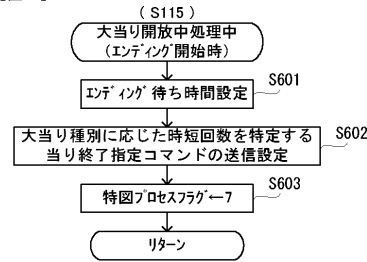 (S115)
大当り開放中処理中
(ｴﾝﾃﾞｨﾝｸﾞ開始時)
S601
ｴﾝﾃﾞｨﾝｸﾞ待ち時間設定
S602
大当り種別に応じた時短回数を特定する
当り終了指定コマンドの送信設定
S603
特図プロセスフラグ←7
ﾘﾀｰﾝ